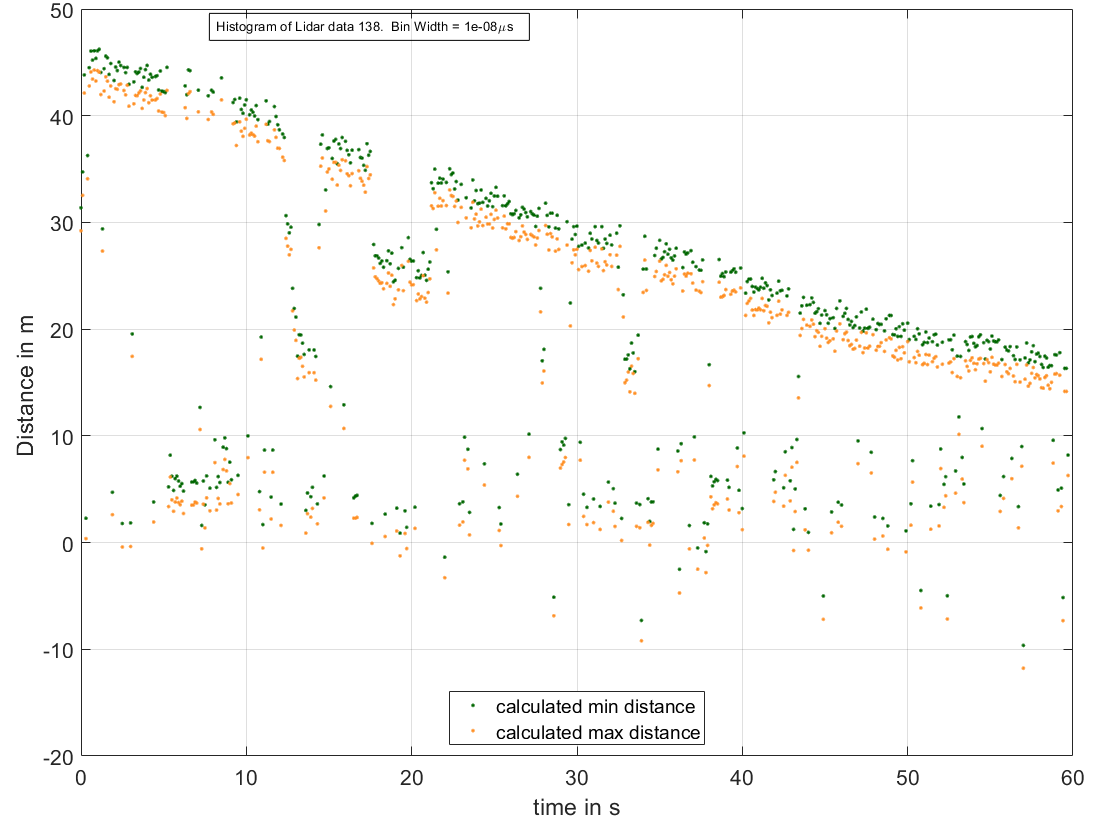 Histogram of Lidar data 138.  Bin Width = 1e-08μs
50
40
30
20
10
0
-10
-20
Distance in m
calculated min distance
calculated max distance
0 10 20 30 40 50 60
time in s